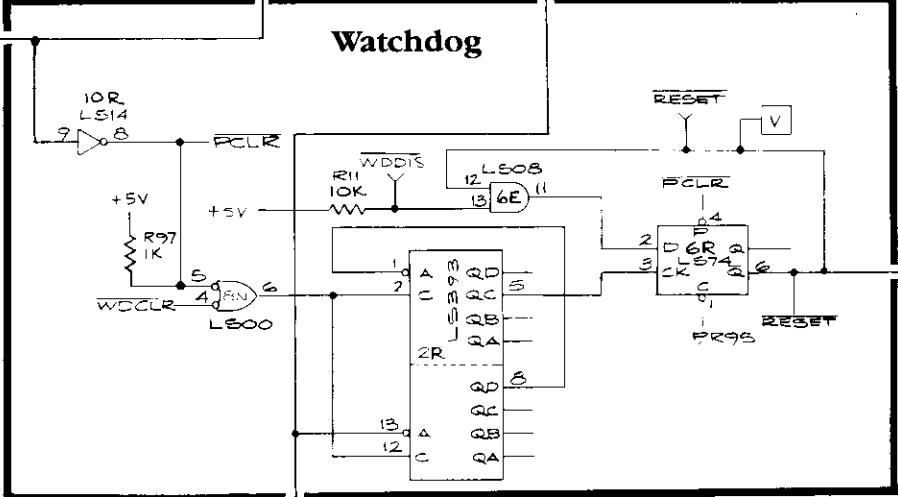 Watchdog
10R
LS14
9
8
PCLR
+5V
R97
1K
5
4
6
WDCLR
LS00
R11
10K
+5V
WDDIS
LS08
12
13
6E
11
RESET
V
PCLR
4
P
2
D
6R
Q
3
CK
LS74
Q
6
C
1
PR95
RESET
1
A
QD
2
C
LS393
QC
5
QB
QA
2R
QD
8
QC
13
A
QB
12
C
QA